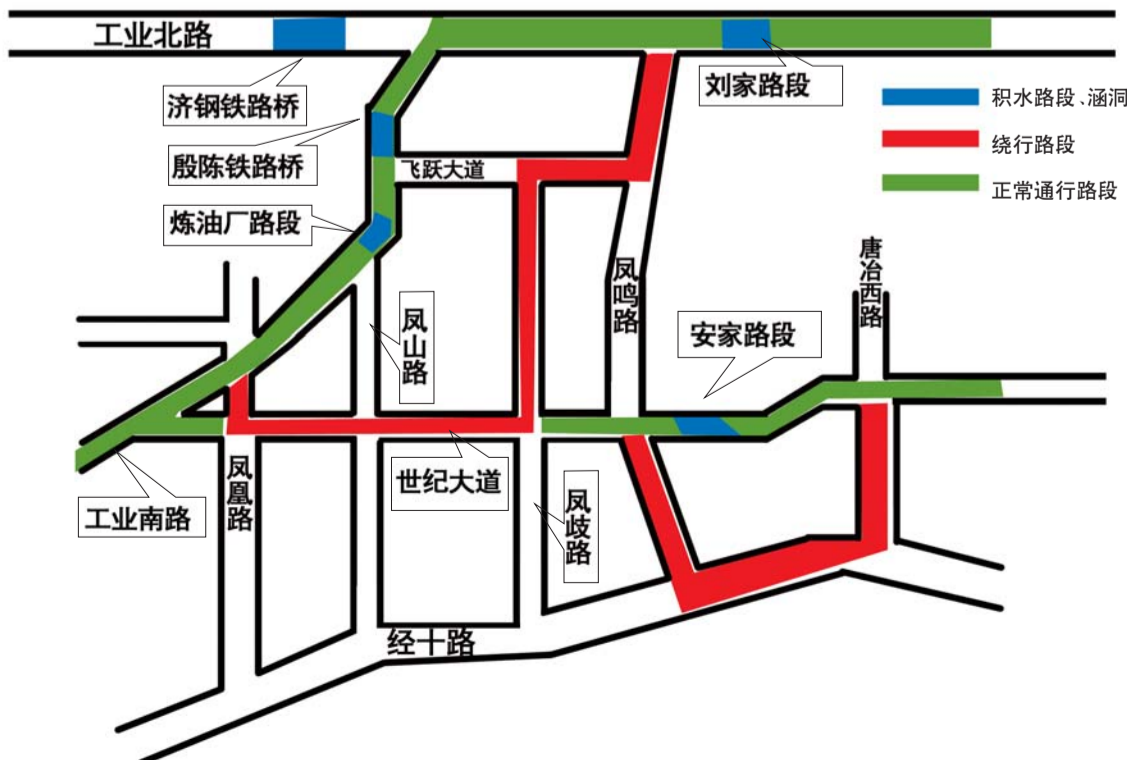 工业北路
济钢铁路桥
刘家路段
积水路段、涵洞
绕行路段
正常通行路段
殷陈铁路桥
飞跃大道
炼油厂路段
凤山路
凤鸣路
唐冶西路
安家路段
世纪大道
凤凰路
工业南路
凤歧路
经十路